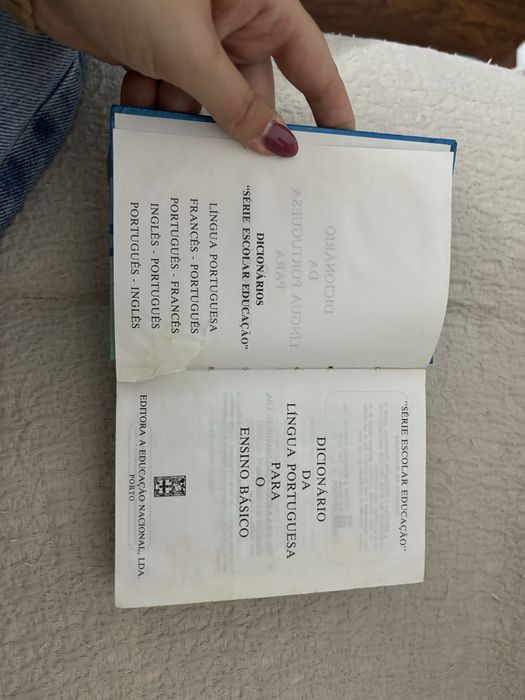 DICIONÁRIOS
"SÉRIE ESCOLAR EDUCAÇÃO"
LÍNGUA PORTUGUESA
FRANCÊS - PORTUGUÊS
PORTUGUÊS - FRANCÊS
INGLÊS - PORTUGUÊS
PORTUGUÊS - INGLÊS
"SÉRIE ESCOLAR EDUCAÇÃO"
DICIONÁRIO
DA
LÍNGUA PORTUGUESA
PARA
O
ENSINO BÁSICO
EDITORA A EDUCAÇÃO NACIONAL, LDA.
PORTO